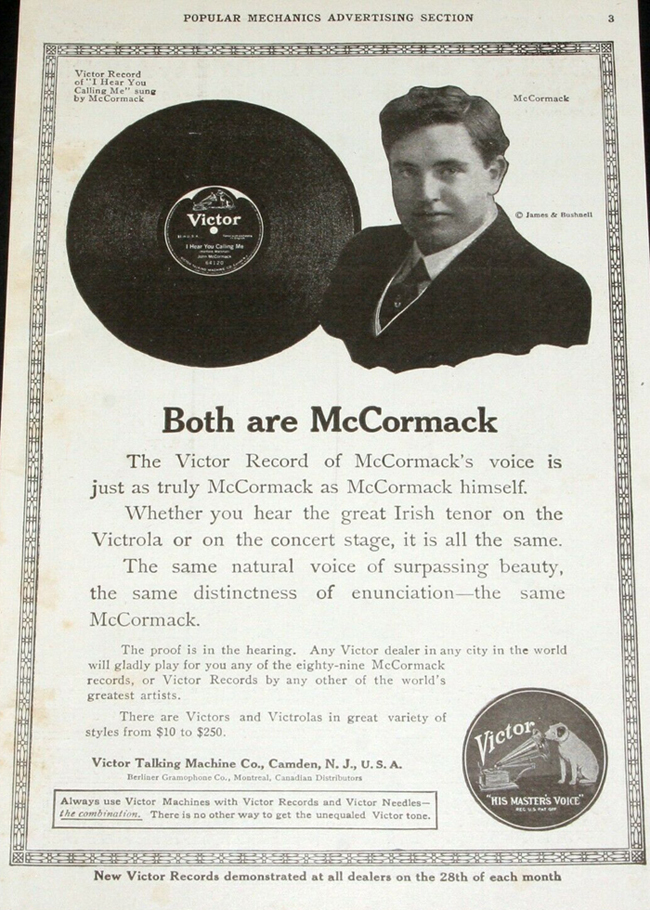 POPULAR MECHANICS ADVERTISING SECTION 3
Victor Record
of "I Hear You
Calling Me" sung
by McCormack
McCormack
© James & Bushnell
Victor
I Hear You Calling Me
John McCormack
64120
Both are McCormack
The Victor Record of McCormack's voice is
just as truly McCormack as McCormack himself.
Whether you hear the great Irish tenor on the
Victrola or on the concert stage, it is all the same.
The same natural voice of surpassing beauty,
the same distinctness of enunciation—the same
McCormack.
The proof is in the hearing. Any Victor dealer in any city in the world
will gladly play for you any of the eighty-nine McCormack
records, or Victor Records by any other of the world's
greatest artists.
There are Victors and Victrolas in great variety of
styles from $10 to $250.
Victor Talking Machine Co., Camden, N. J., U. S. A.
Berliner Gramophone Co., Montreal, Canadian Distributors
Always use Victor Machines with Victor Records and Victor Needles—
the combination. There is no other way to get the unequaled Victor tone.
Victor
"HIS MASTER'S VOICE"
REG. U.S. PAT. OFF.
New Victor Records demonstrated at all dealers on the 28th of each month